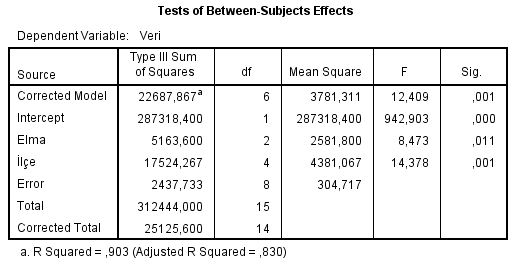 Tests of Between-Subjects Effects
Dependent Variable: Veri
Source Type III Sum of Squares df Mean Square F Sig.
Corrected Model 22687,867a 6 3781,311 12,409 ,001
Intercept 287318,400 1 287318,400 942,903 ,000
Elma 5163,600 2 2581,800 8,473 ,011
İlçe 17524,267 4 4381,067 14,378 ,001
Error 2437,733 8 304,717
Total 312444,000 15
Corrected Total 25125,600 14
a. R Squared = ,903 (Adjusted R Squared = ,830)